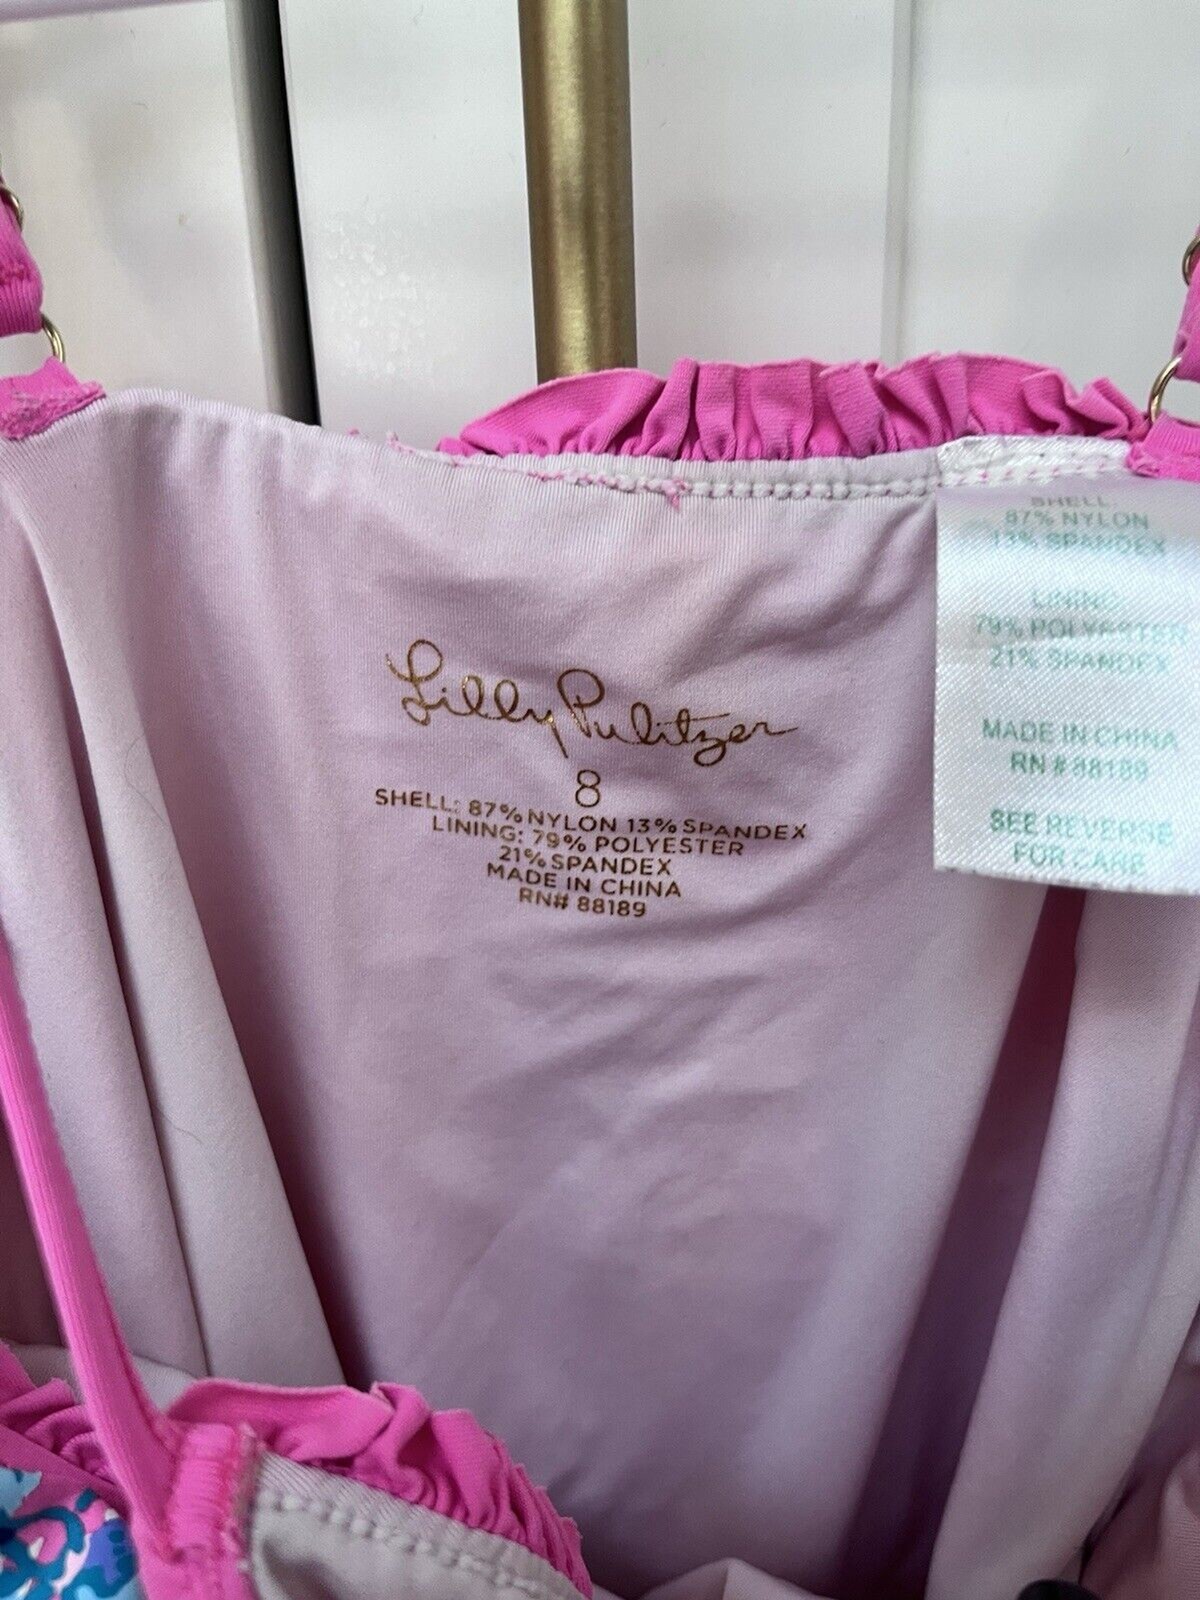 Lilly Pulitzer
8
SHELL: 87% NYLON 13% SPANDEX
LINING: 79% POLYESTER
21% SPANDEX
MADE IN CHINA
RN# 88189
SHELL:
87% NYLON
13% SPANDEX
LINING:
79% POLYESTER
21% SPANDEX
MADE IN CHINA
RN # 88189
SEE REVERSE
FOR CARE